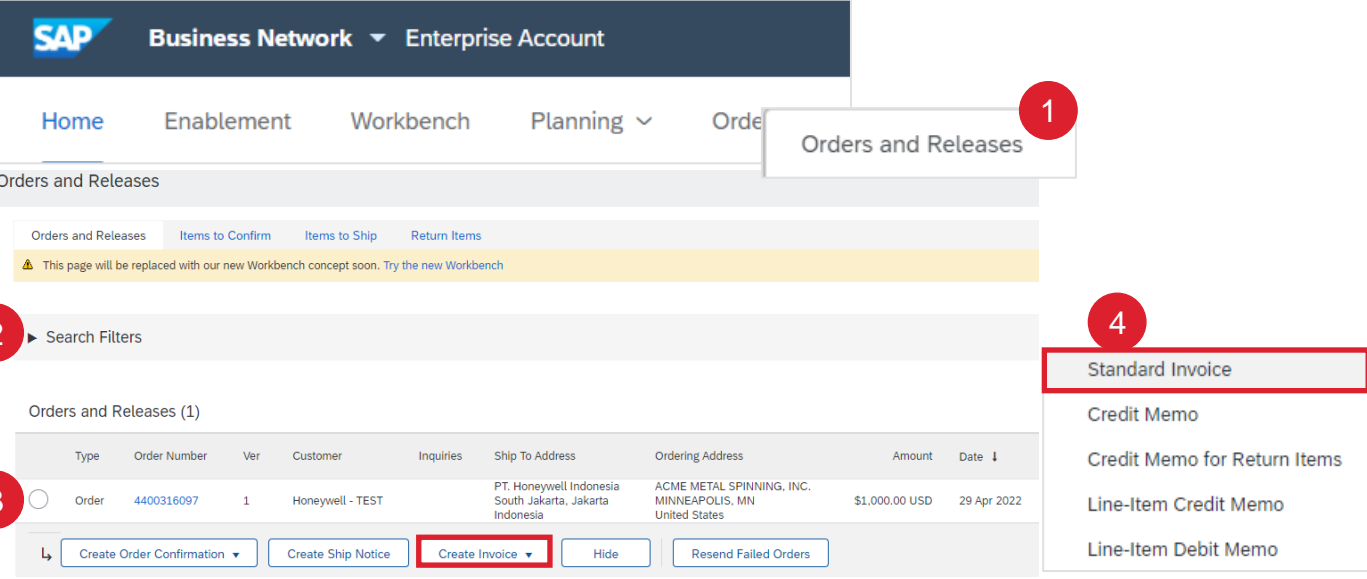 SAP Business Network Enterprise Account
Home Enablement Workbench Planning Orde
1
Orders and Releases
Orders and Releases
Orders and Releases Items to Confirm Items to Ship Return Items
This page will be replaced with our new Workbench concept soon. Try the new Workbench
2
Search Filters
4
Standard Invoice
Credit Memo
Credit Memo for Return Items
Line-Item Credit Memo
Line-Item Debit Memo
Orders and Releases (1)
Type Order Number Ver Customer Inquiries Ship To Address Ordering Address Amount Date ↓
3
Order 4400316097 1 Honeywell - TEST
PT. Honeywell Indonesia
South Jakarta, Jakarta
Indonesia
ACME METAL SPINNING, INC.
MINNEAPOLIS, MN
United States
$1,000.00 USD 29 Apr 2022
Create Order Confirmation Create Ship Notice Create Invoice Hide Resend Failed Orders